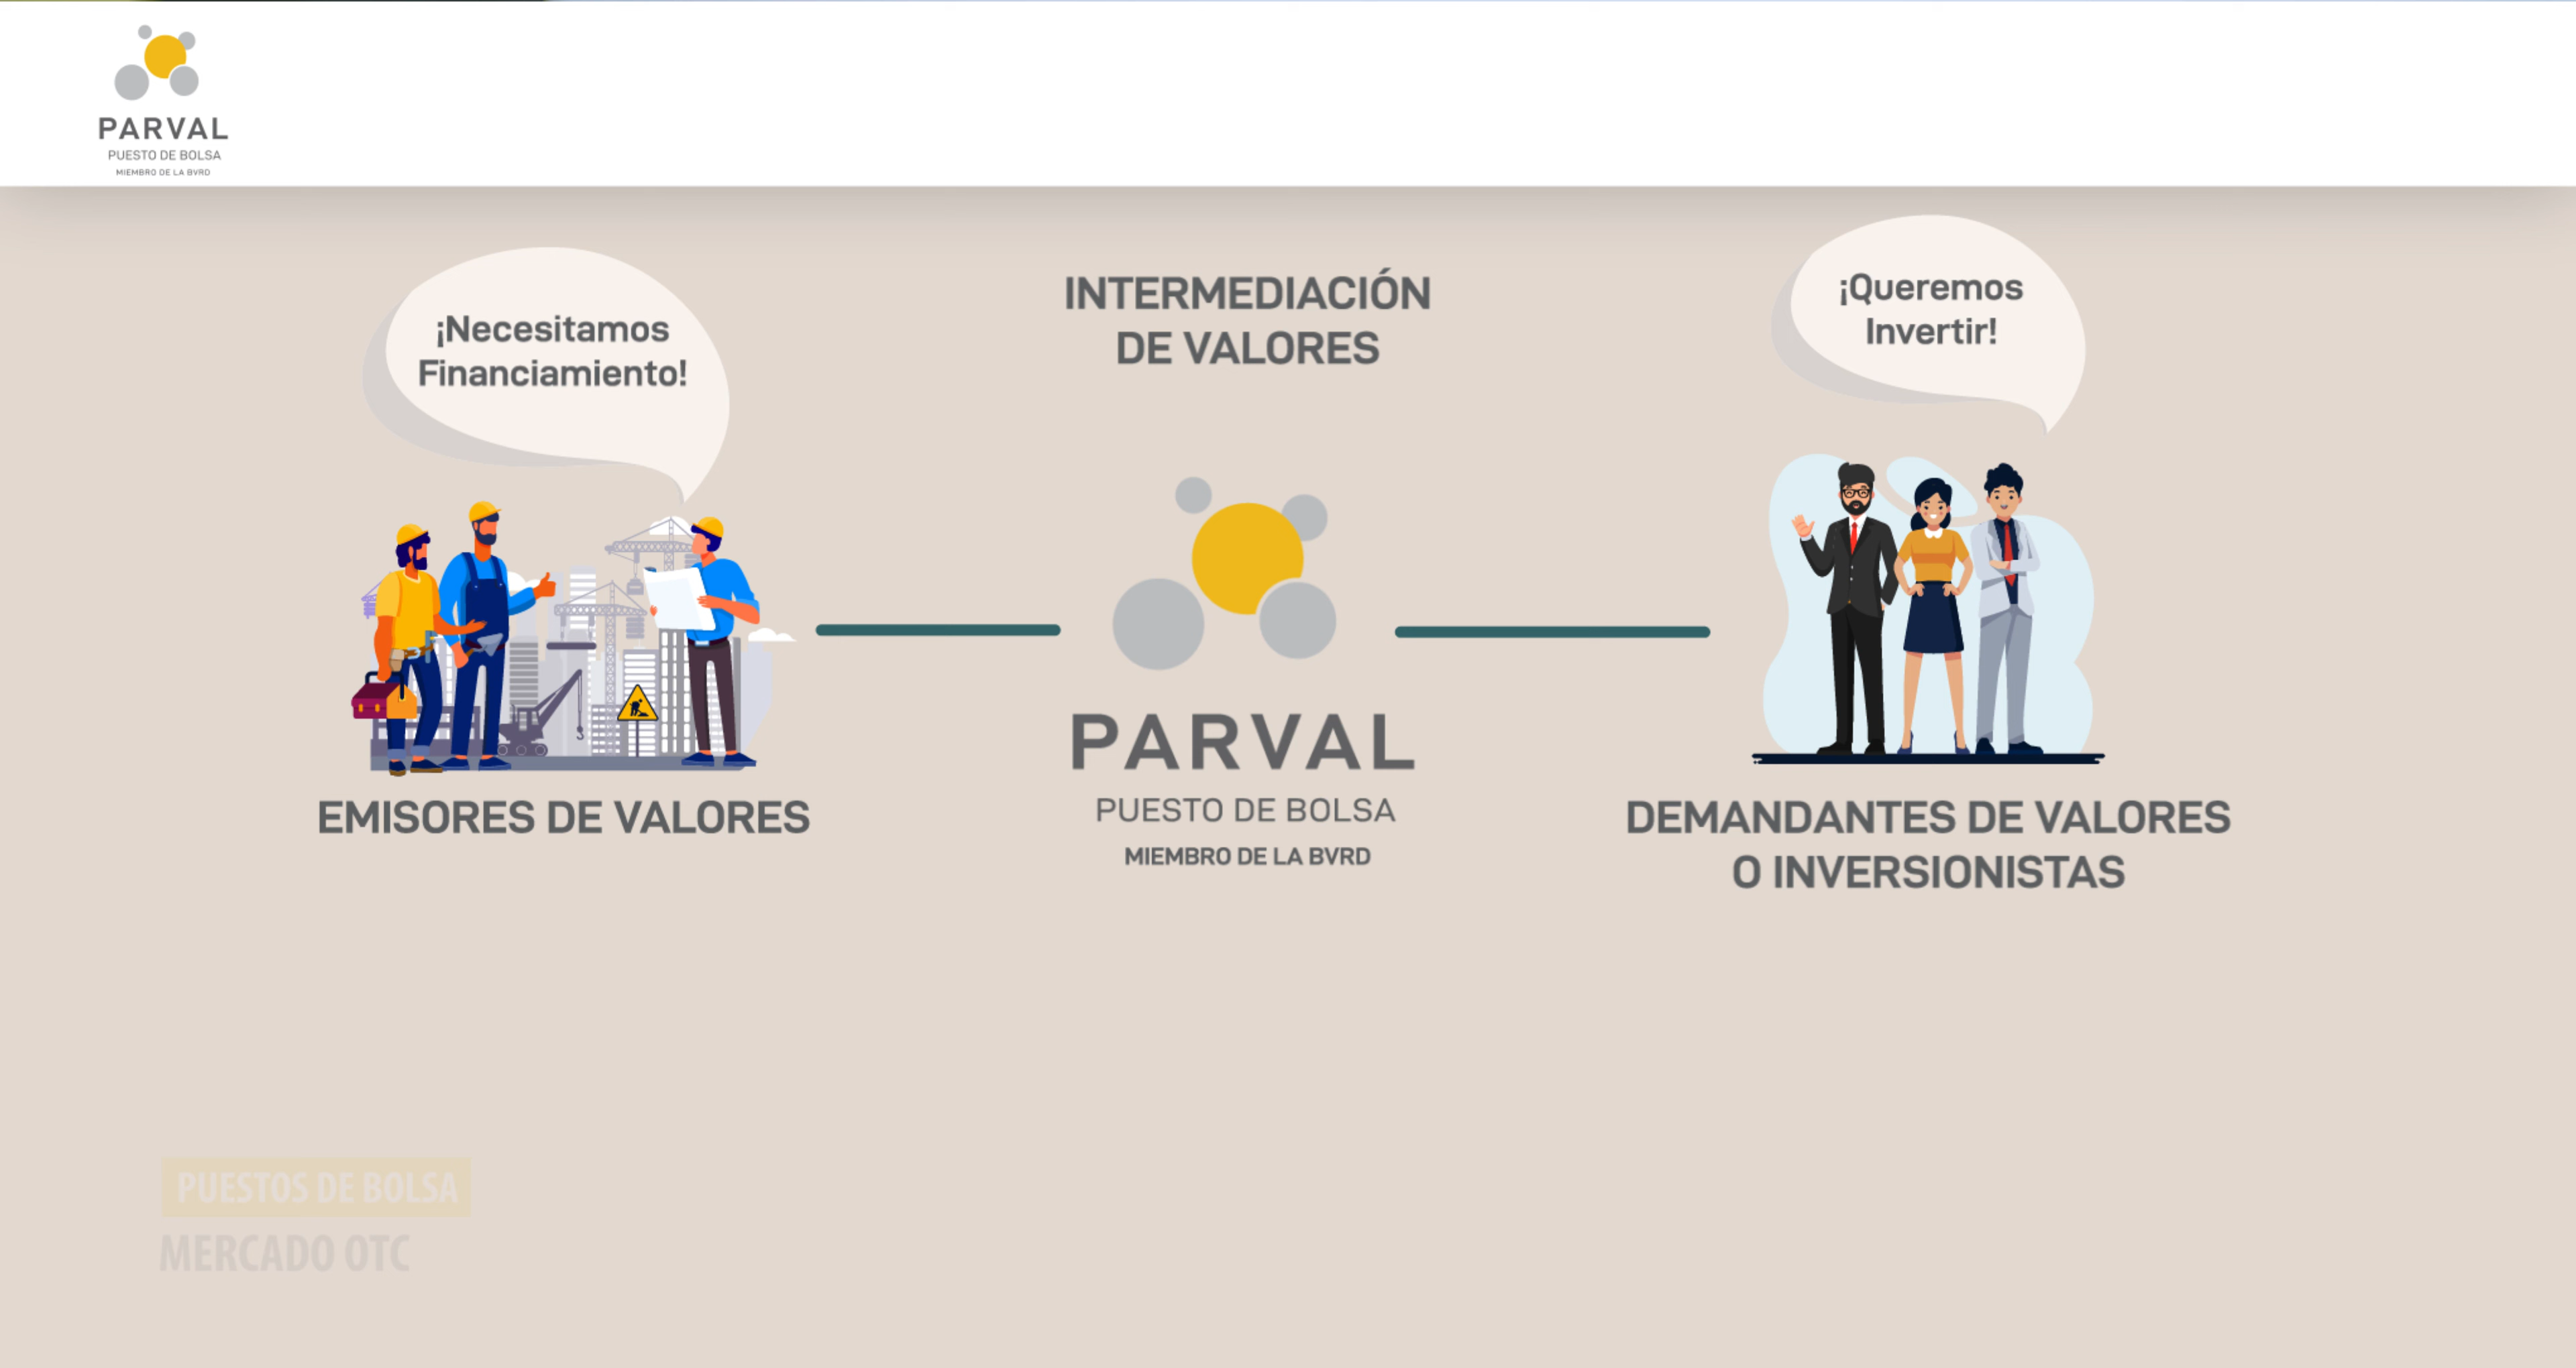 PARVAL
PUESTO DE BOLSA
MIEMBRO DE LA BVRD
¡Necesitamos
Financiamiento!
EMISORES DE VALORES
INTERMEDIACIÓN
DE VALORES
PARVAL
PUESTO DE BOLSA
MIEMBRO DE LA BVRD
¡Queremos
Invertir!
DEMANDANTES DE VALORES
O INVERSIONISTAS
PUESTOS DE BOLSA
MERCADO OTC